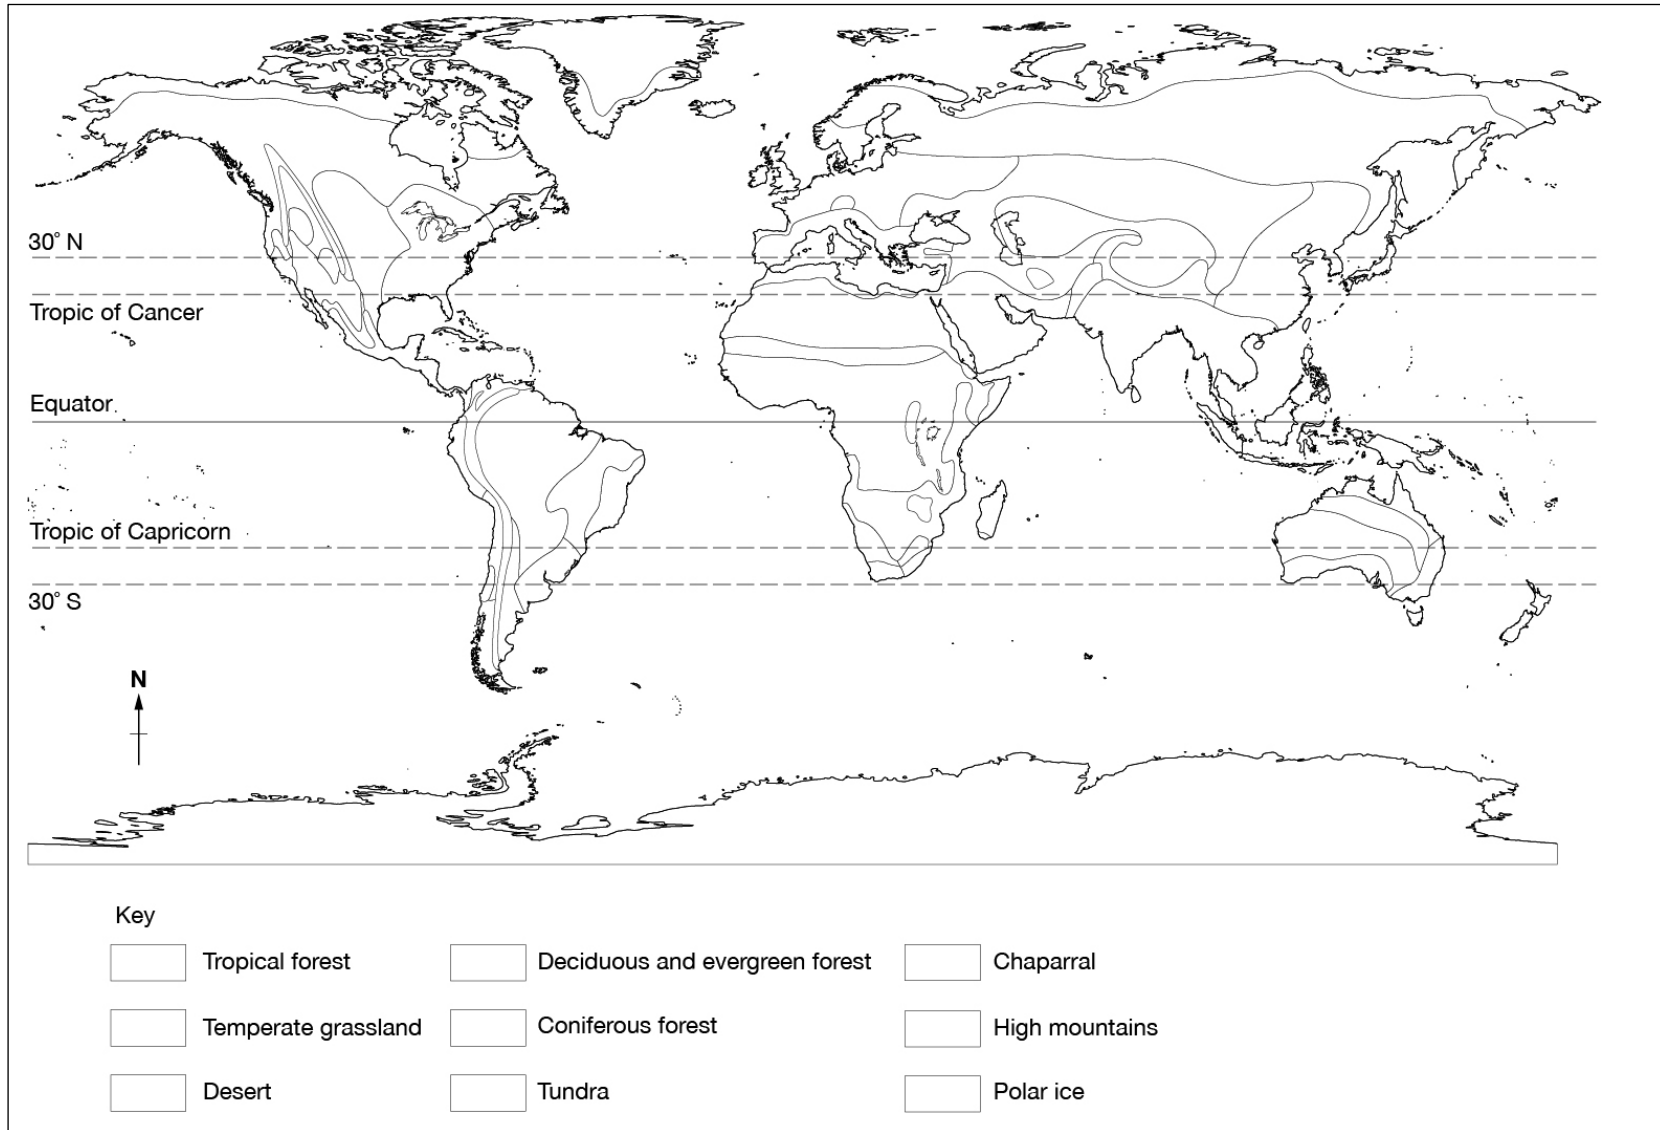 30° N
Tropic of Cancer
Equator
Tropic of Capricorn
30° S
N
Key
Tropical forest
Deciduous and evergreen forest
Chaparral
Temperate grassland
Coniferous forest
High mountains
Desert
Tundra
Polar ice